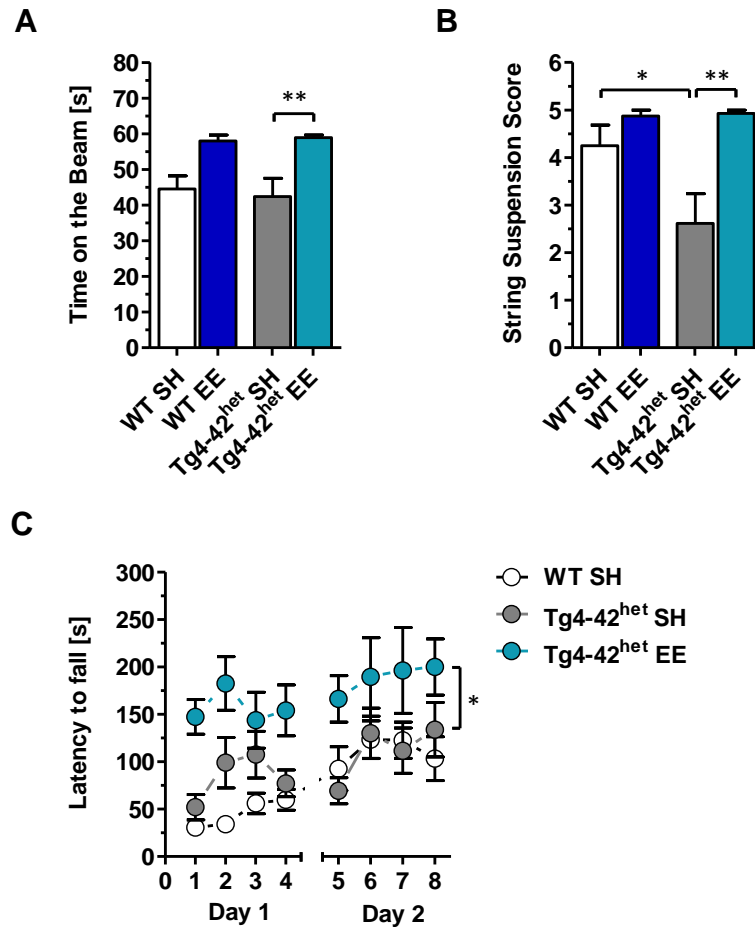 A
Time on the Beam [s]
80
70
60
50
40
30
20
10
0
**
WT SH
WT EE
Tg4-42het SH
Tg4-42het EE
B
String Suspension Score
6
5
4
3
2
1
0
*
**
WT SH
WT EE
Tg4-42het SH
Tg4-42het EE
C
Latency to fall [s]
300
250
200
150
100
50
0
0 1 2 3 4 5 6 7 8
Day 1 Day 2
*
WT SH
Tg4-42het SH
Tg4-42het EE